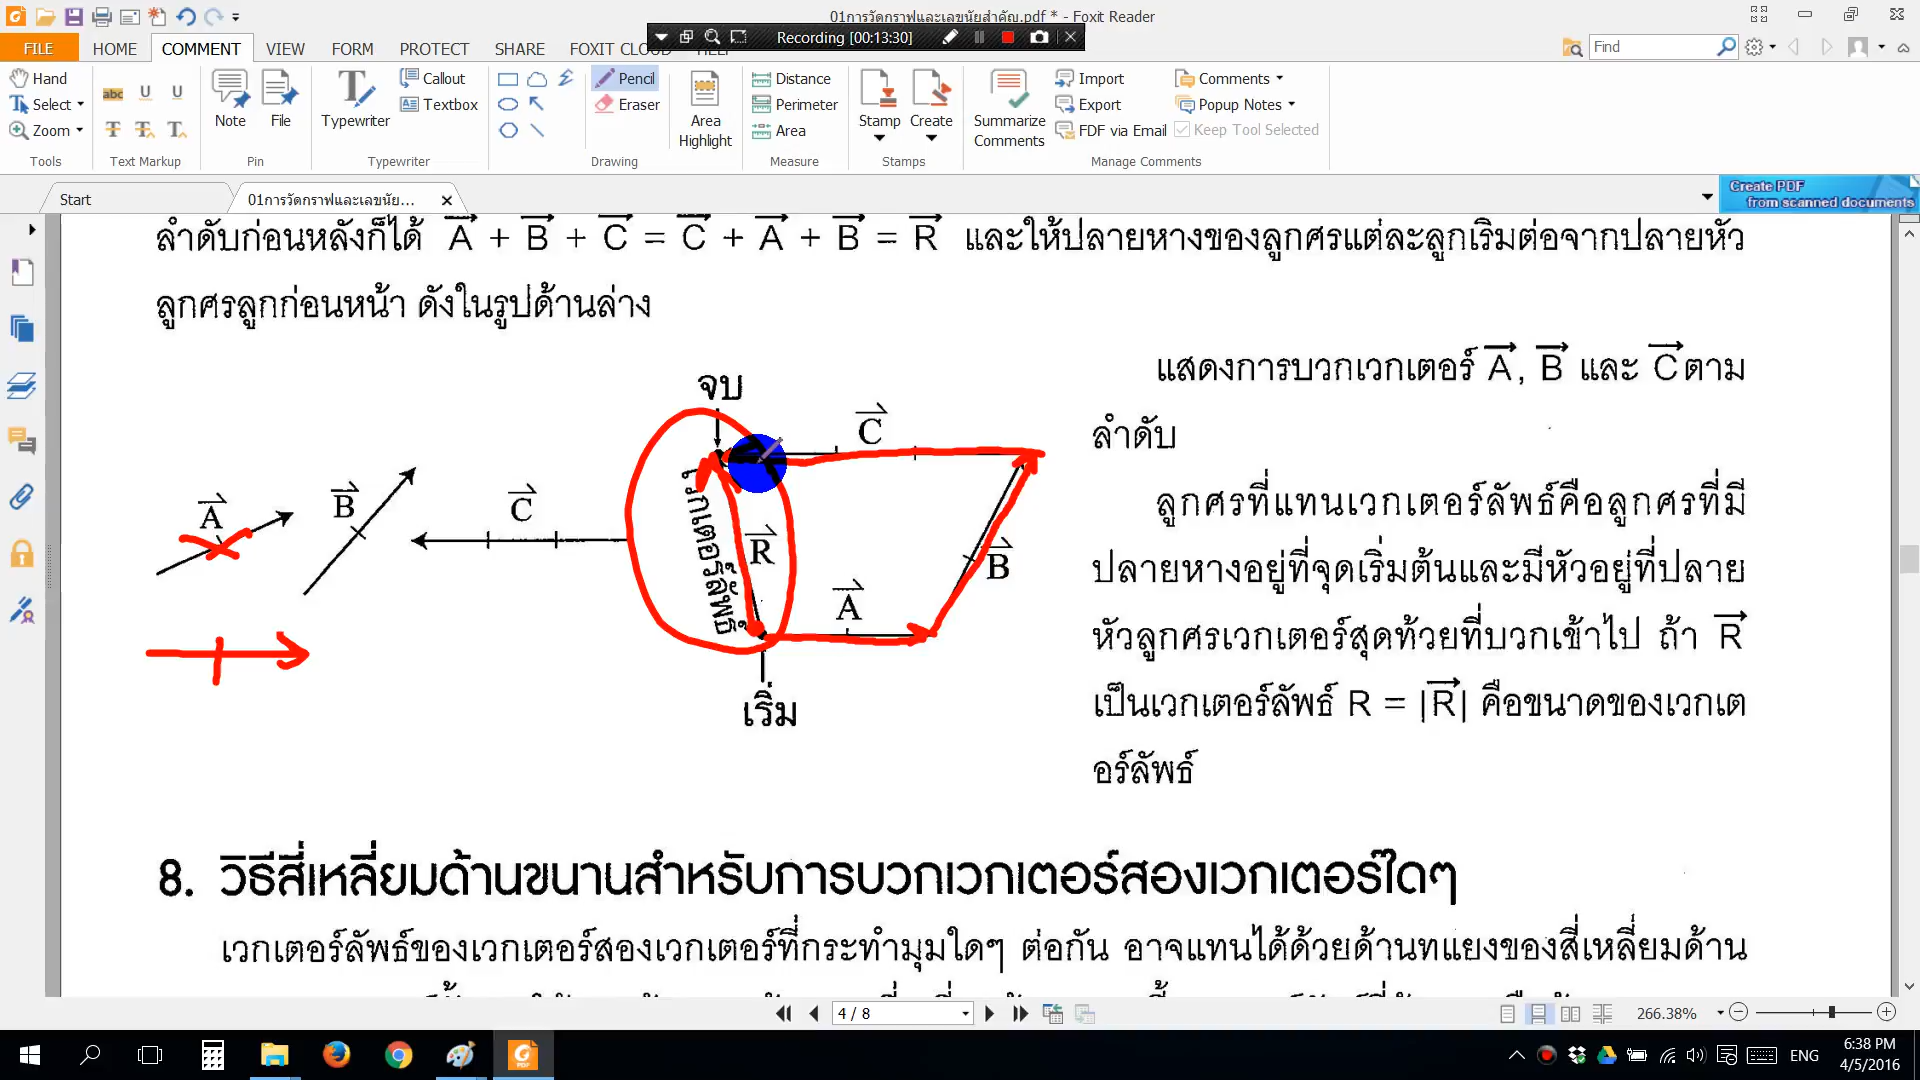 01การวัดกราฟและเลขนัยสำคัญ.pdf * - Foxit Reader
Recording [00:13:30]
FILE HOME COMMENT VIEW FORM PROTECT SHARE FOXIT CLOUD HELP
Find
Hand
Select
Zoom
Tools
Text Markup
Note
File
Pin
Typewriter
Callout
Textbox
Typewriter
Pencil
Eraser
Drawing
Area Highlight
Distance
Perimeter
Area
Measure
Stamp
Create
Stamps
Summarize Comments
Import
Export
FDF via Email
Comments
Popup Notes
Keep Tool Selected
Manage Comments
Start
01การวัดกราฟและเลขนัย...
Create PDF
from scanned documents
ลำดับก่อนหลังก็ได้ A⃗ + B⃗ + C⃗ = C⃗ + A⃗ + B⃗ = R⃗ และให้ปลายหางของลูกศรแต่ละลูกเริ่มต่อจากปลายหัว
ลูกศรลูกก่อนหน้า ดังในรูปด้านล่าง
A⃗
B⃗
C⃗
จบ
C⃗
เวกเตอร์ลัพธ์
R⃗
B⃗
A⃗
เริ่ม
แสดงการบวกเวกเตอร์ A⃗, B⃗ และ C⃗ ตาม
ลำดับ
ลูกศรที่แทนเวกเตอร์ลัพธ์คือลูกศรที่มี
ปลายหางอยู่ที่จุดเริ่มต้นและมีหัวอยู่ที่ปลาย
หัวลูกศรเวกเตอร์สุดท้วยที่บวกเข้าไป ถ้า R⃗
เป็นเวกเตอร์ลัพธ์ R = |R⃗| คือขนาดของเวกเต
อร์ลัพธ์
8. วิธีสี่เหลี่ยมด้านขนานสำหรับการบวกเวกเตอร์สองเวกเตอร์ใดๆ
เวกเตอร์ลัพธ์ของเวกเตอร์สองเวกเตอร์ที่กระทำมุมใดๆ ต่อกัน อาจแทนได้ด้วยด้านทแยงของสี่เหลี่ยมด้าน
4 / 8
266.38%
ENG
6:38 PM
4/5/2016